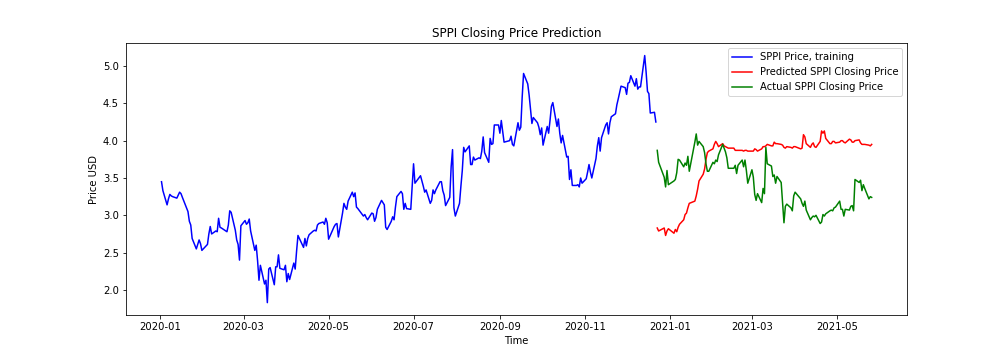 SPPI Closing Price Prediction
SPPI Price, training
Predicted SPPI Closing Price
Actual SPPI Closing Price
Price USD
5.0
4.5
4.0
3.5
3.0
2.5
2.0
2020-01
2020-03
2020-05
2020-07
2020-09
2020-11
2021-01
2021-03
2021-05
Time